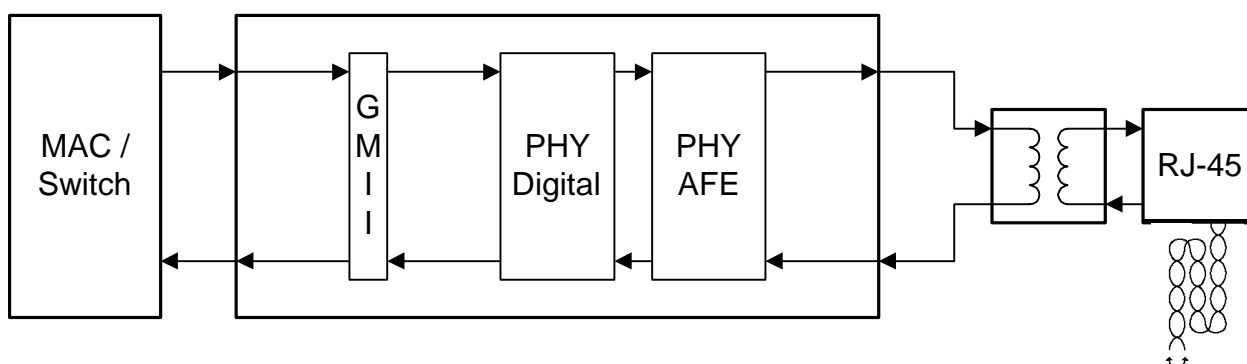 MAC /
Switch
G
M
I
I
PHY
Digital
PHY
AFE
RJ-45